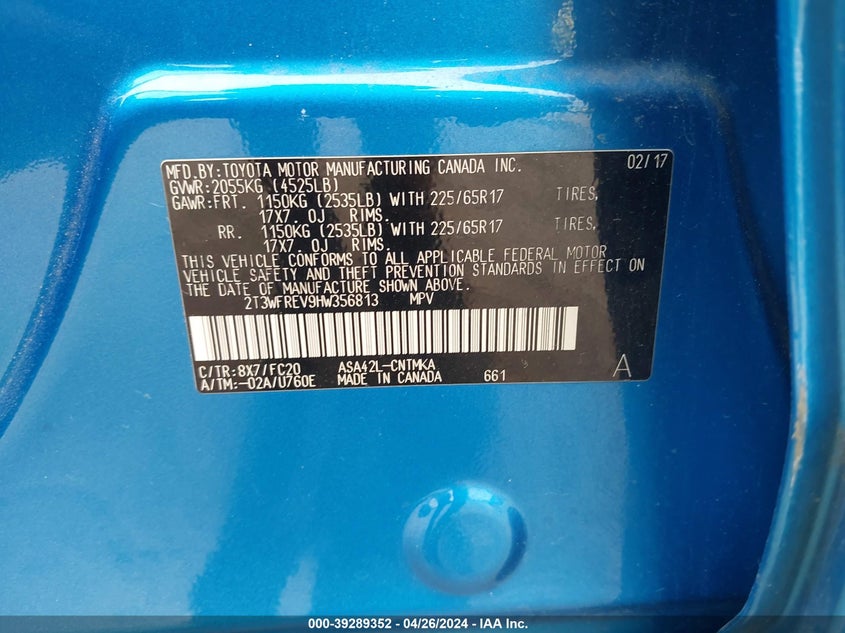 MFD.BY:TOYOTA MOTOR MANUFACTURING CANADA INC. 02/17
GVWR:2055KG (4525LB)
GAWR:FRT. 1150KG (2535LB) WITH 225/65R17 TIRES,
17X7. OJ RIMS.
RR. 1150KG (2535LB) WITH 225/65R17 TIRES,
17X7. OJ RIMS.
THIS VEHICLE CONFORMS TO ALL APPLICABLE FEDERAL MOTOR
VEHICLE SAFETY AND THEFT PREVENTION STANDARDS IN EFFECT ON
THE DATE OF MANUFACTURE SHOWN ABOVE.
2T3WFREV9HW356813 MPV
C/TR:8X7/FC20 ASA42L-CNTMKA
A/TM:-02A/U760E MADE IN CANADA 661 A
000-39289352 / 04/26/2024 - IAA Inc.